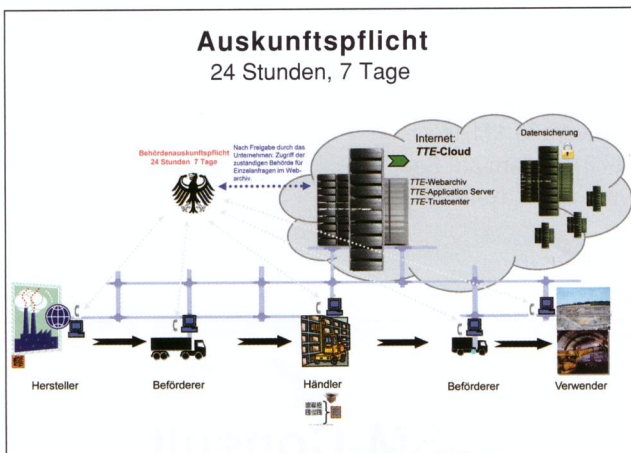 Auskunftspflicht
24 Stunden, 7 Tage
Behördenauskunftspflicht
24 Stunden 7 Tage
Nach Freigabe durch das
Unternehmen: Zugriff der
zuständigen Behörde für
Einzelanfragen im Web-
archiv
Internet:
TTE-Cloud
TTE-Webarchiv
TTE-Application Server
TTE-Trustcenter
Datensicherung
Hersteller
Beförderer
Händler
Beförderer
Verwender